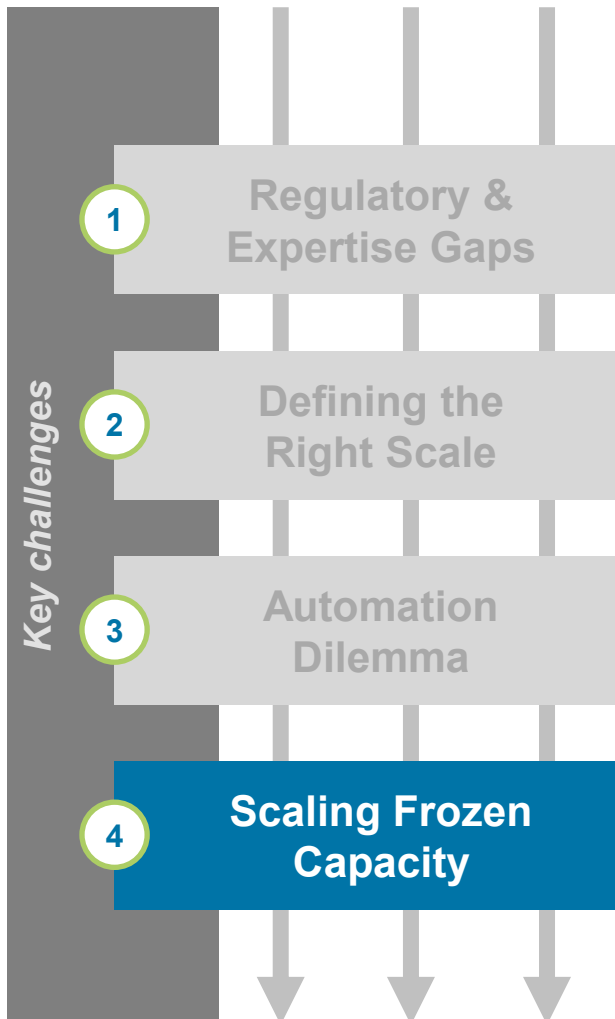 Key challenges
1
Regulatory &
Expertise Gaps
2
Defining the
Right Scale
3
Automation
Dilemma
4
Scaling Frozen
Capacity